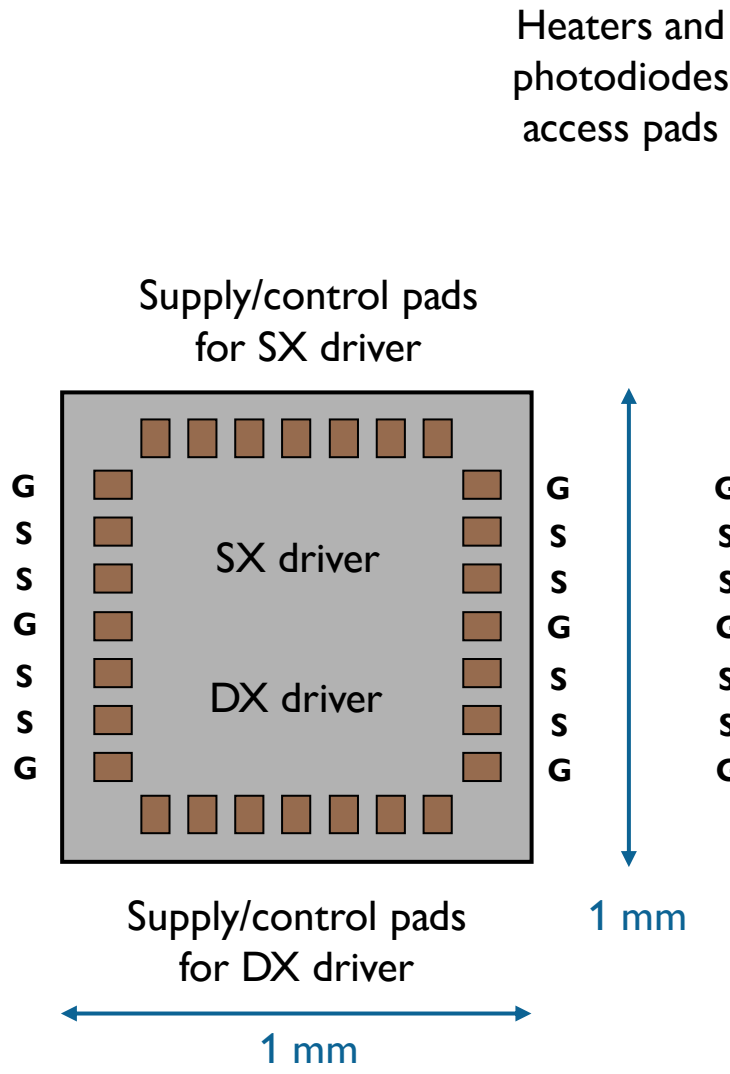 Heaters and
photodiodes
access pads
Supply/control pads
for SX driver
G
S
S
G
S
S
G
SX driver
DX driver
G
S
S
G
S
S
G
G
S
S
G
S
S
G
Supply/control pads
for DX driver
1 mm
1 mm